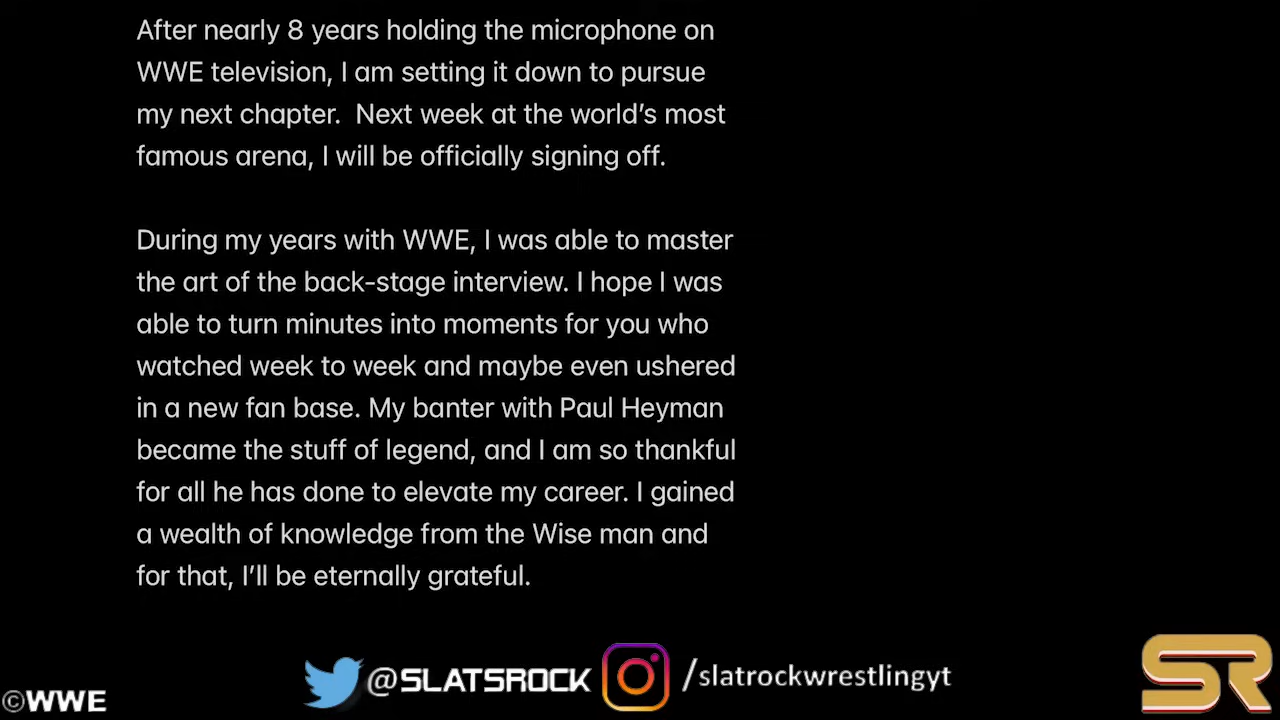 After nearly 8 years holding the microphone on
WWE television, I am setting it down to pursue
my next chapter.  Next week at the world’s most
famous arena, I will be officially signing off.
During my years with WWE, I was able to master
the art of the back-stage interview. I hope I was
able to turn minutes into moments for you who
watched week to week and maybe even ushered
in a new fan base. My banter with Paul Heyman
became the stuff of legend, and I am so thankful
for all he has done to elevate my career. I gained
a wealth of knowledge from the Wise man and
for that, I’ll be eternally grateful.
©WWE
@SLATSROCK
/slatrockwrestlingyt
SR